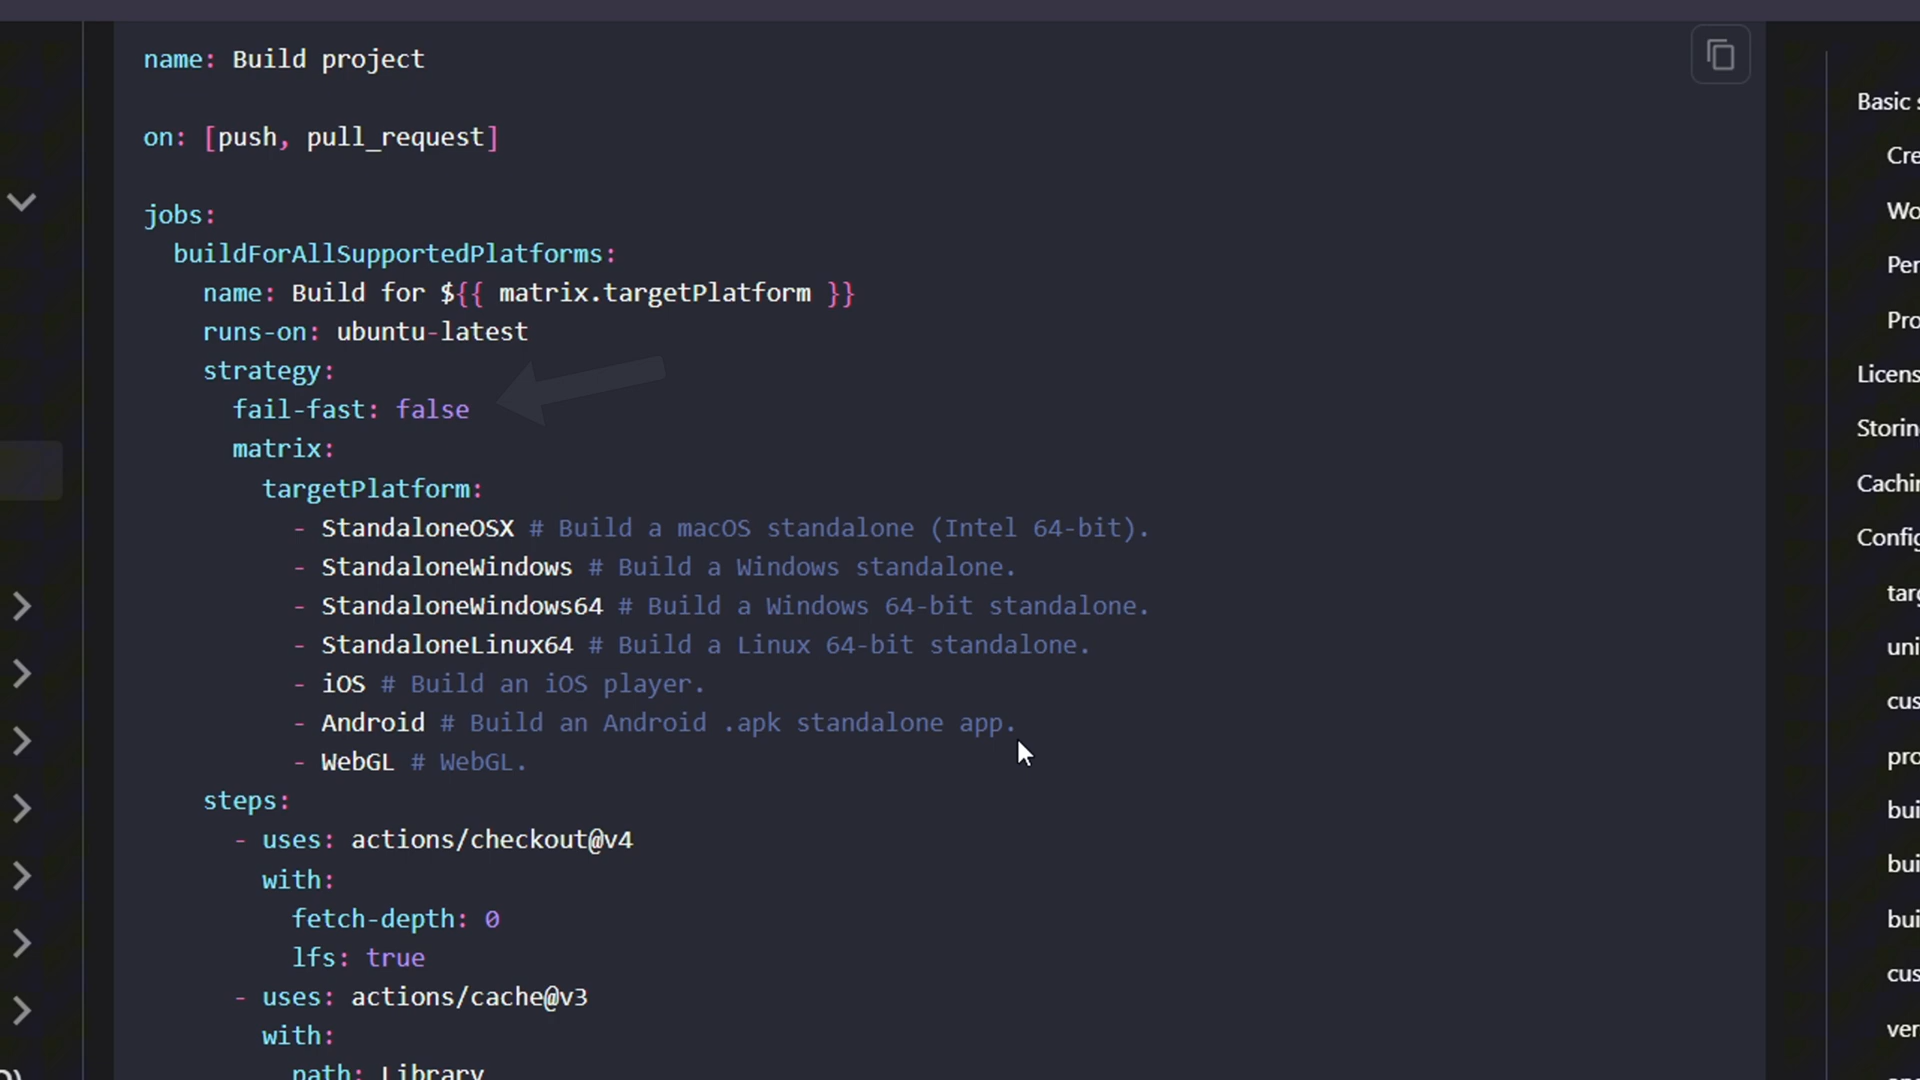 name: Build project
on: [push, pull_request]
jobs:
buildForAllSupportedPlatforms:
name: Build for ${{ matrix.targetPlatform }}
runs-on: ubuntu-latest
strategy:
fail-fast: false
matrix:
targetPlatform:
- StandaloneOSX # Build a macOS standalone (Intel 64-bit).
- StandaloneWindows # Build a Windows standalone.
- StandaloneWindows64 # Build a Windows 64-bit standalone.
- StandaloneLinux64 # Build a Linux 64-bit standalone.
- iOS # Build an iOS player.
- Android # Build an Android .apk standalone app.
- WebGL # WebGL.
steps:
- uses: actions/checkout@v4
with:
fetch-depth: 0
lfs: true
- uses: actions/cache@v3
with:
path: Library
Basic s
Cre
Wo
Per
Pro
Licens
Storin
Cachin
Config
targ
uni
cus
pro
bui
bui
bui
cus
ver